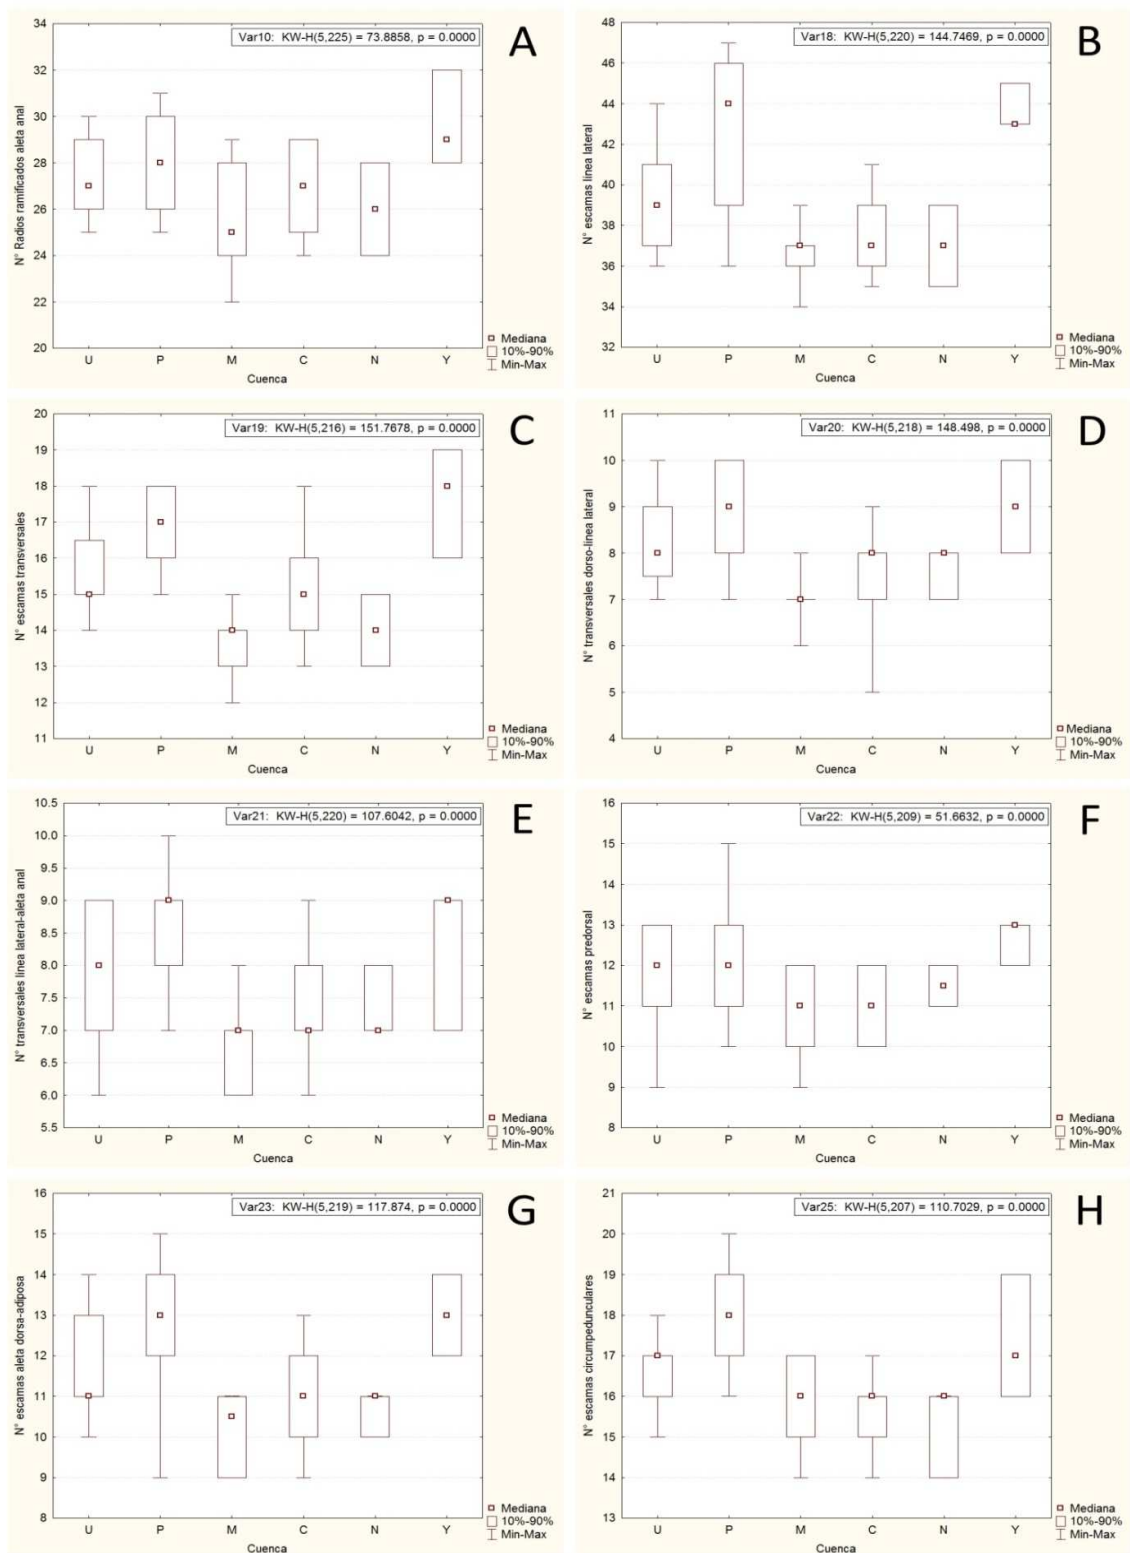 Var10: KW-H(5,225) = 73.8858, p = 0.0000
A
N° Radios ramificados aleta anal
34
32
30
28
26
24
22
20
U P M C N Y
Cuenca
Mediana
10%-90%
Min-Max
Var18: KW-H(5,220) = 144.7469, p = 0.0000
B
N° escamas linea lateral
48
46
44
42
40
38
36
34
32
U P M C N Y
Cuenca
Mediana
10%-90%
Min-Max
Var19: KW-H(5,216) = 151.7678, p = 0.0000
C
N° escamas transversales
20
19
18
17
16
15
14
13
12
11
U P M C N Y
Cuenca
Mediana
10%-90%
Min-Max
Var20: KW-H(5,218) = 148.498, p = 0.0000
D
N° transversales dorso-linea lateral
11
10
9
8
7
6
5
4
U P M C N Y
Cuenca
Mediana
10%-90%
Min-Max
Var21: KW-H(5,220) = 107.6042, p = 0.0000
E
N° transversales linea lateral-aleta anal
10.5
10.0
9.5
9.0
8.5
8.0
7.5
7.0
6.5
6.0
5.5
U P M C N Y
Cuenca
Mediana
10%-90%
Min-Max
Var22: KW-H(5,209) = 51.6632, p = 0.0000
F
N° escamas predorsal
16
15
14
13
12
11
10
9
8
U P M C N Y
Cuenca
Mediana
10%-90%
Min-Max
Var23: KW-H(5,219) = 117.874, p = 0.0000
G
N° escamas aleta dorsa-adiposa
16
15
14
13
12
11
10
9
8
U P M C N Y
Cuenca
Mediana
10%-90%
Min-Max
Var25: KW-H(5,207) = 110.7029, p = 0.0000
H
N° escamas circumpedunculares
21
20
19
18
17
16
15
14
13
U P M C N Y
Cuenca
Mediana
10%-90%
Min-Max